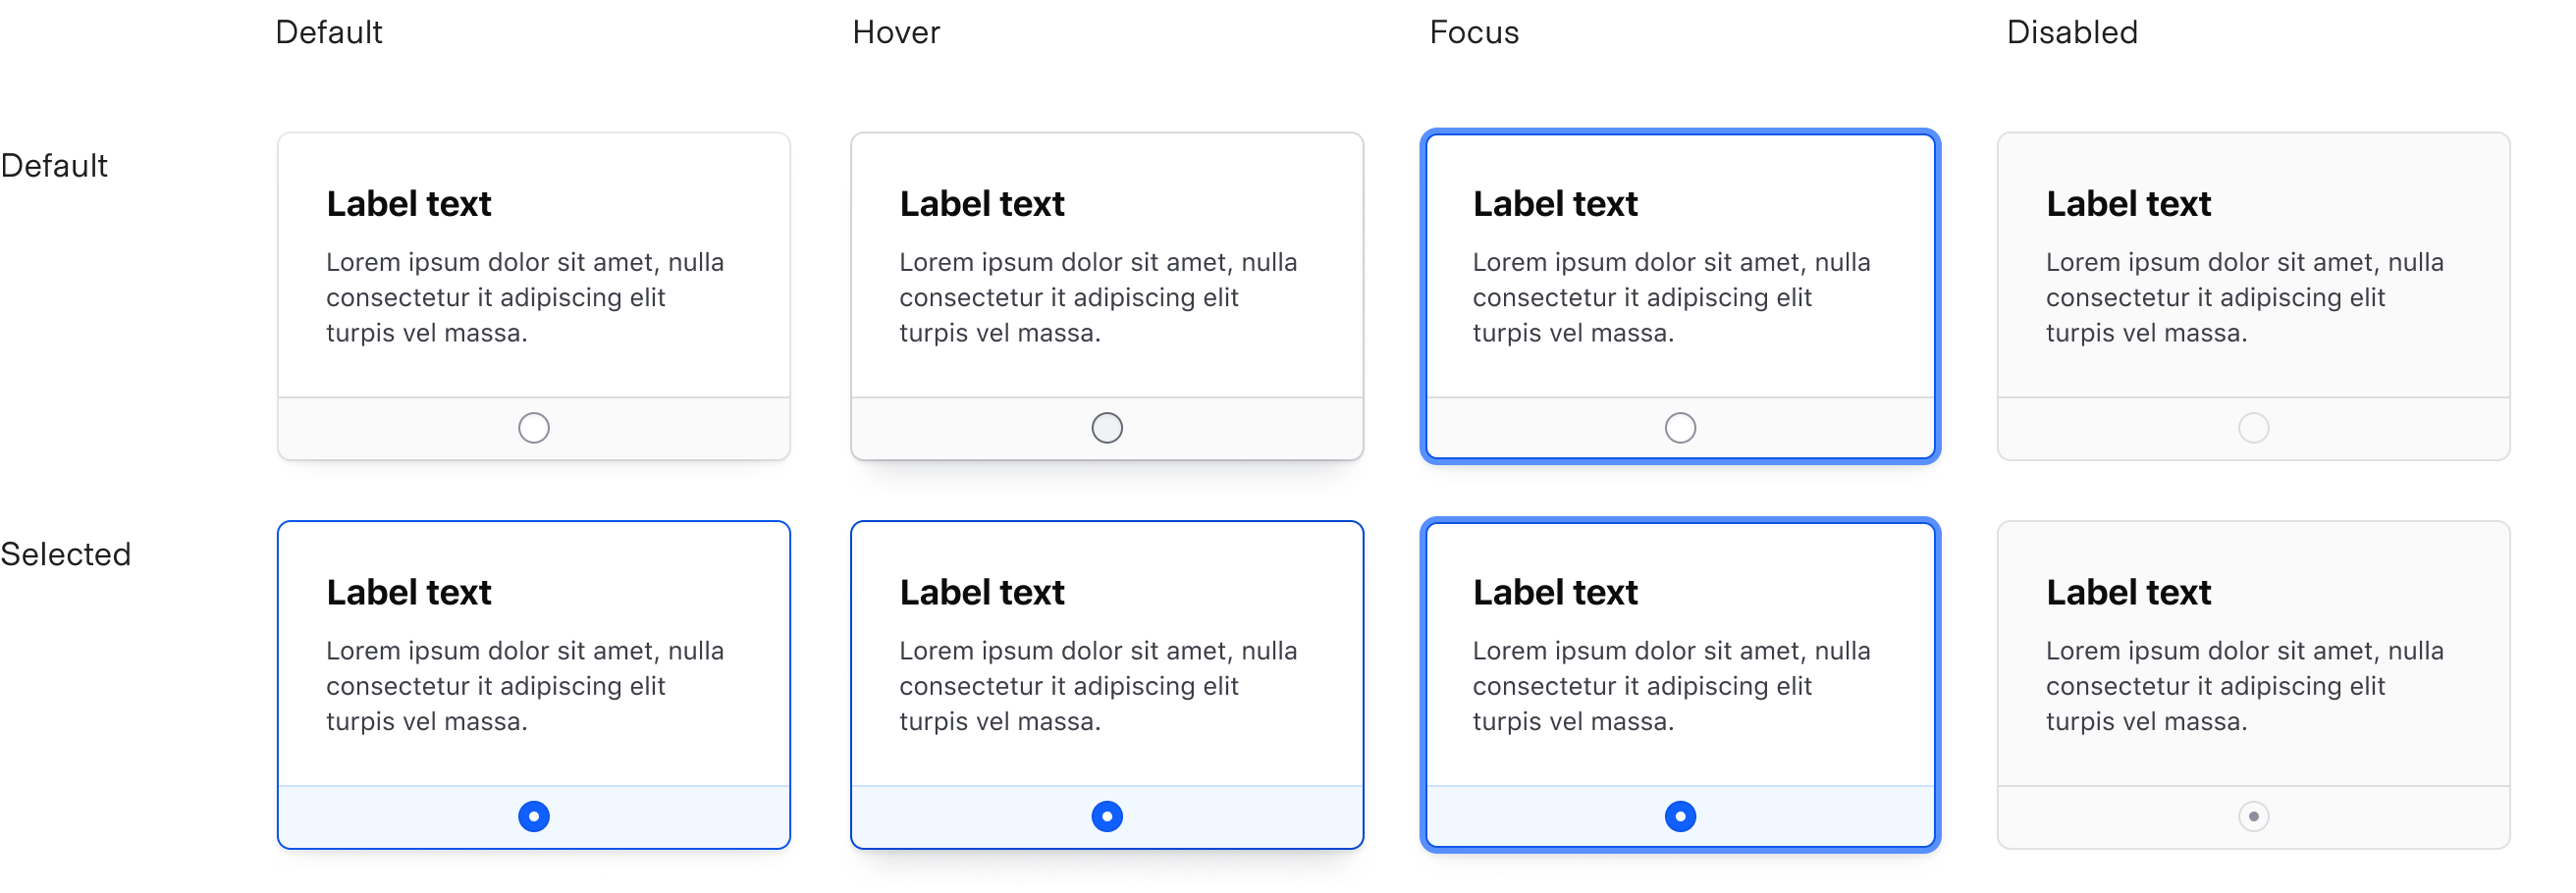 Default
Hover
Focus
Disabled
Default
Label text
Lorem ipsum dolor sit amet, nulla
consectetur it adipiscing elit
turpis vel massa.
Label text
Lorem ipsum dolor sit amet, nulla
consectetur it adipiscing elit
turpis vel massa.
Label text
Lorem ipsum dolor sit amet, nulla
consectetur it adipiscing elit
turpis vel massa.
Label text
Lorem ipsum dolor sit amet, nulla
consectetur it adipiscing elit
turpis vel massa.
Selected
Label text
Lorem ipsum dolor sit amet, nulla
consectetur it adipiscing elit
turpis vel massa.
Label text
Lorem ipsum dolor sit amet, nulla
consectetur it adipiscing elit
turpis vel massa.
Label text
Lorem ipsum dolor sit amet, nulla
consectetur it adipiscing elit
turpis vel massa.
Label text
Lorem ipsum dolor sit amet, nulla
consectetur it adipiscing elit
turpis vel massa.